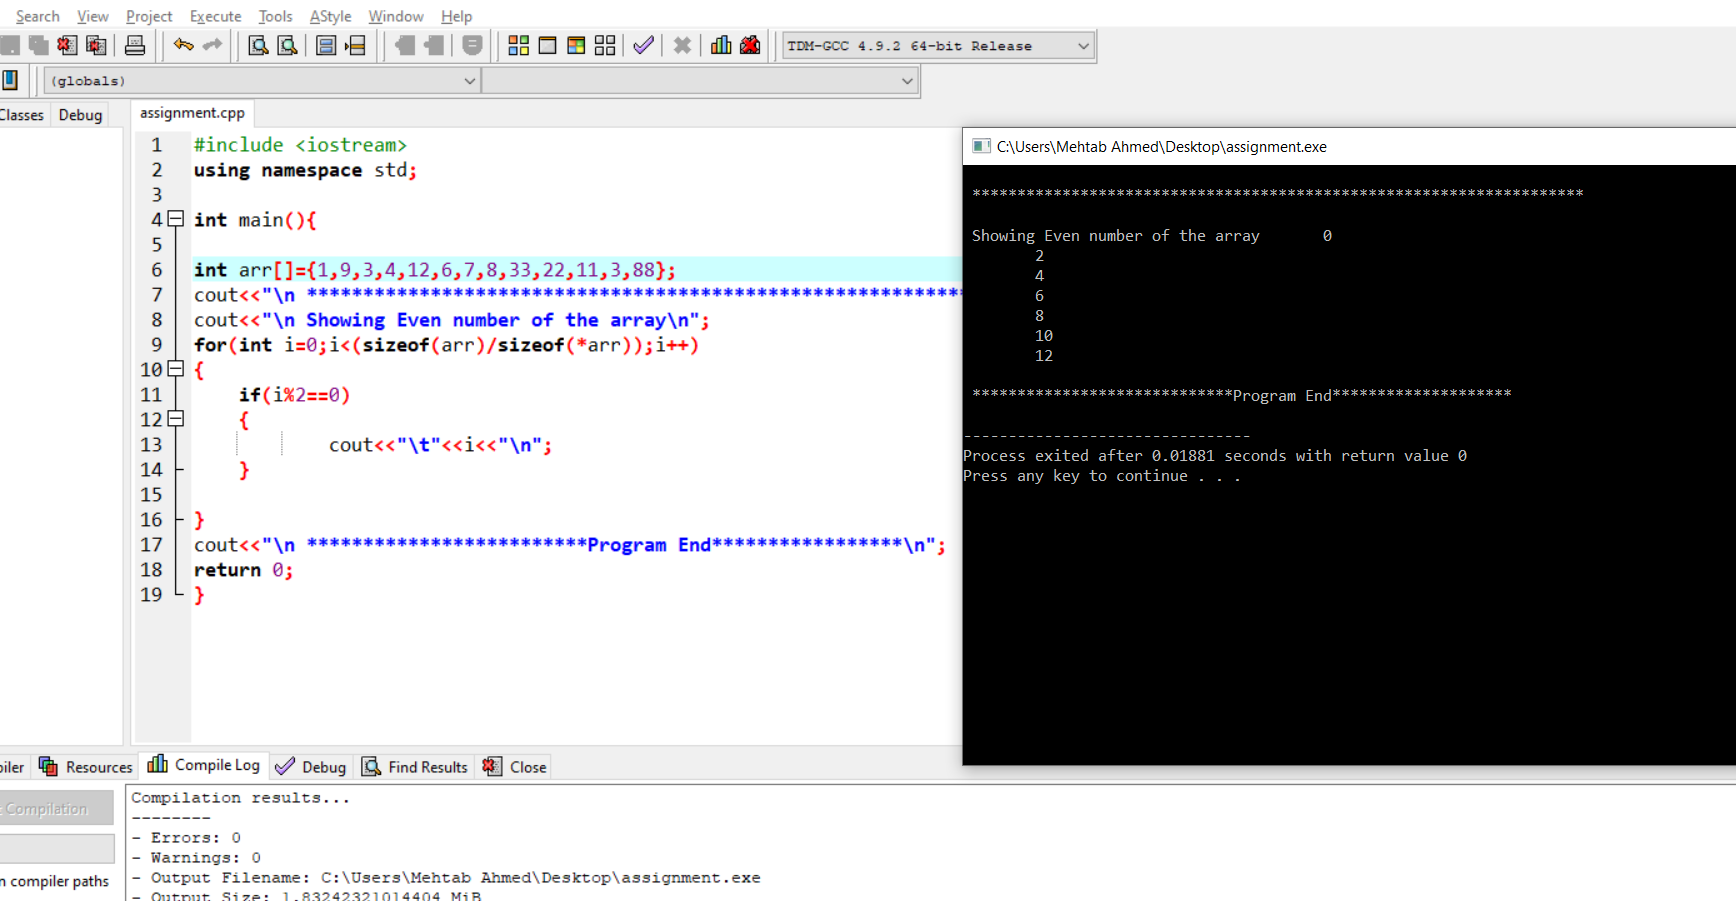 Search View Project Execute Tools AStyle Window Help
TDM-GCC 4.9.2 64-bit Release
(globals)
Classes Debug
assignment.cpp
1 #include <iostream>
2 using namespace std;
3
4 int main(){
5
6 int arr[]={1,9,3,4,12,6,7,8,33,22,11,3,88};
7 cout<<"\n **********************************************************
8 cout<<"\n Showing Even number of the array\n";
9 for(int i=0;i<(sizeof(arr)/sizeof(*arr));i++)
10 {
11 if(i%2==0)
12 {
13 cout<<"\t"<<i<<"\n";
14 }
15
16 }
17 cout<<"\n *************************Program End*****************\n";
18 return 0;
19 }
C:\Users\Mehtab Ahmed\Desktop\assignment.exe
********************************************************************
Showing Even number of the array 0
2
4
6
8
10
12
*****************************Program End********************
--------------------------------
Process exited after 0.01881 seconds with return value 0
Press any key to continue . . .
Resources Compile Log Debug Find Results Close
Compilation
compiler paths
Compilation results...
--------
- Errors: 0
- Warnings: 0
- Output Filename: C:\Users\Mehtab Ahmed\Desktop\assignment.exe
- Output Size: 1.83242321014404 MiB